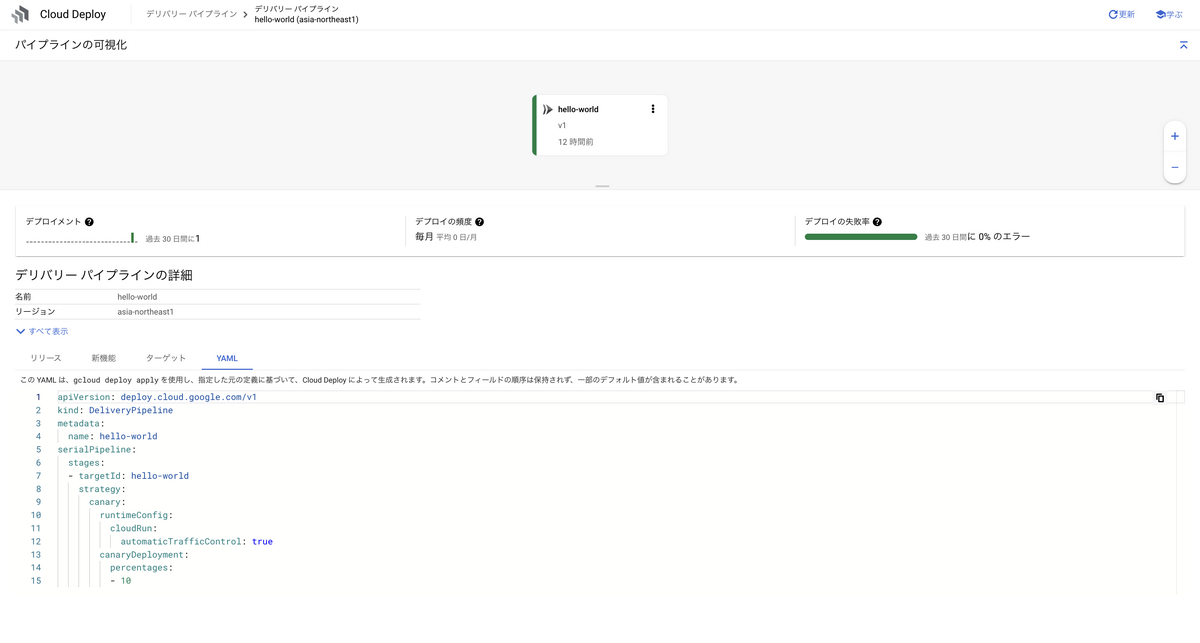 Cloud Deploy
デリバリー パイプライン
デリバリー パイプライン
hello-world (asia-northeast1)
更新
学ぶ
パイプラインの可視化
hello-world
v1
12 時間前
デプロイメント
過去 30 日間に1
デプロイの頻度
毎月 平均 0 日/月
デプロイの失敗率
過去 30 日間に 0% のエラー
デリバリー パイプラインの詳細
名前 hello-world
リージョン asia-northeast1
すべて表示
リリース 新機能 ターゲット YAML
この YAML は、gcloud deploy apply を使用し、指定した元の定義に基づいて、Cloud Deploy によって生成されます。コメントとフィールドの順序は保持されず、一部のデフォルト値が含まれることがあります。
1 apiVersion: deploy.cloud.google.com/v1
2 kind: DeliveryPipeline
3 metadata:
4 name: hello-world
5 serialPipeline:
6 stages:
7 - targetId: hello-world
8 strategy:
9 canary:
10 runtimeConfig:
11 cloudRun:
12 automaticTrafficControl: true
13 canaryDeployment:
14 percentages:
15 - 10